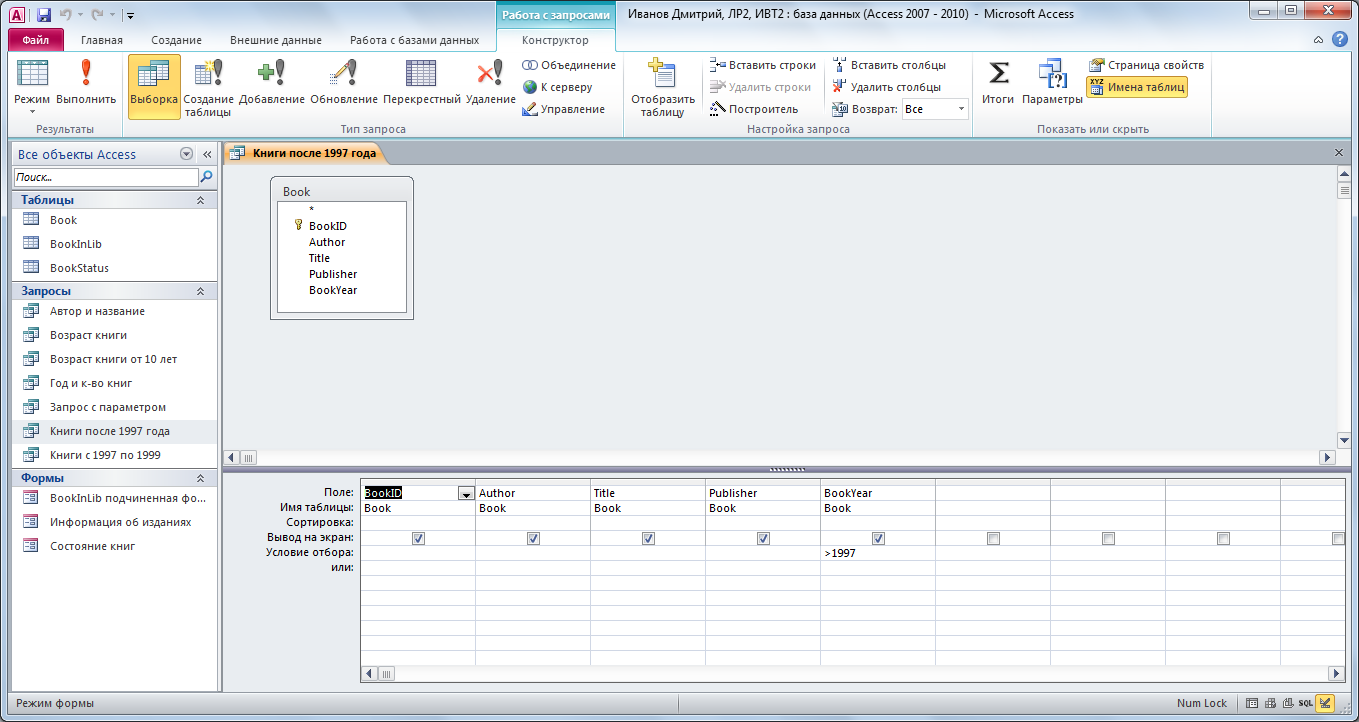 Работа с запросами
Иванов Дмитрий, ЛР2, ИВТ2 : база данных (Access 2007 - 2010) - Microsoft Access
Файл Главная Создание Внешние данные Работа с базами данных Конструктор
Режим Выполнить
Результаты
Выборка Создание таблицы Добавление Обновление Перекрестный Удаление
Объединение
К серверу
Управление
Тип запроса
Отобразить таблицу
Вставить строки
Удалить строки
Построитель
Вставить столбцы
Удалить столбцы
Возврат: Все
Настройка запроса
Итоги Параметры
Страница свойств
XYZ Имена таблиц
Показать или скрыть
Все объекты Access
Поиск...
Таблицы
Book
BookInLib
BookStatus
Запросы
Автор и название
Возраст книги
Возраст книги от 10 лет
Год и к-во книг
Запрос с параметром
Книги после 1997 года
Книги с 1997 по 1999
Формы
BookInLib подчиненная фо...
Информация об изданиях
Состояние книг
Книги после 1997 года
Book
*
BookID
Author
Title
Publisher
BookYear
Поле: BookID Author Title Publisher BookYear
Имя таблицы: Book Book Book Book Book
Сортировка:
Вывод на экран:
Условие отбора: >1997
или:
Режим формы
Num Lock
SQL